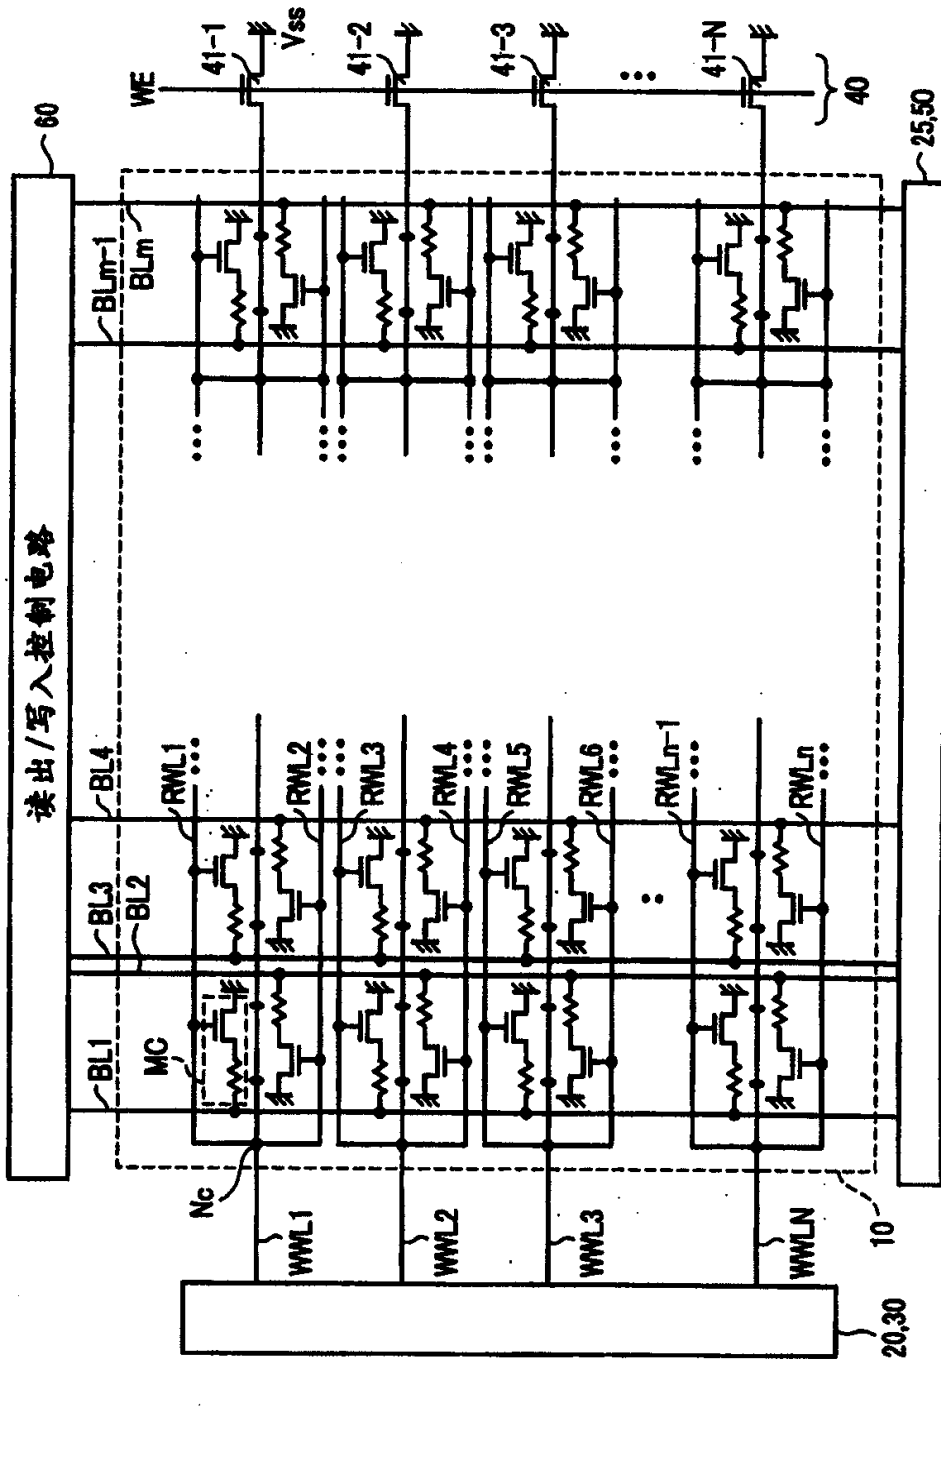 读出/写入控制电路
60
25,50
20,30
10
40
WE
Vss
41-1
41-2
41-3
41-N
BL1
BL2
BL3
BL4
BLm-1
BLm
MC
Nc
RWL1
RWL2
RWL3
RWL4
RWL5
RWL6
RWLn-1
RWLn
WWL1
WWL2
WWL3
WWLN